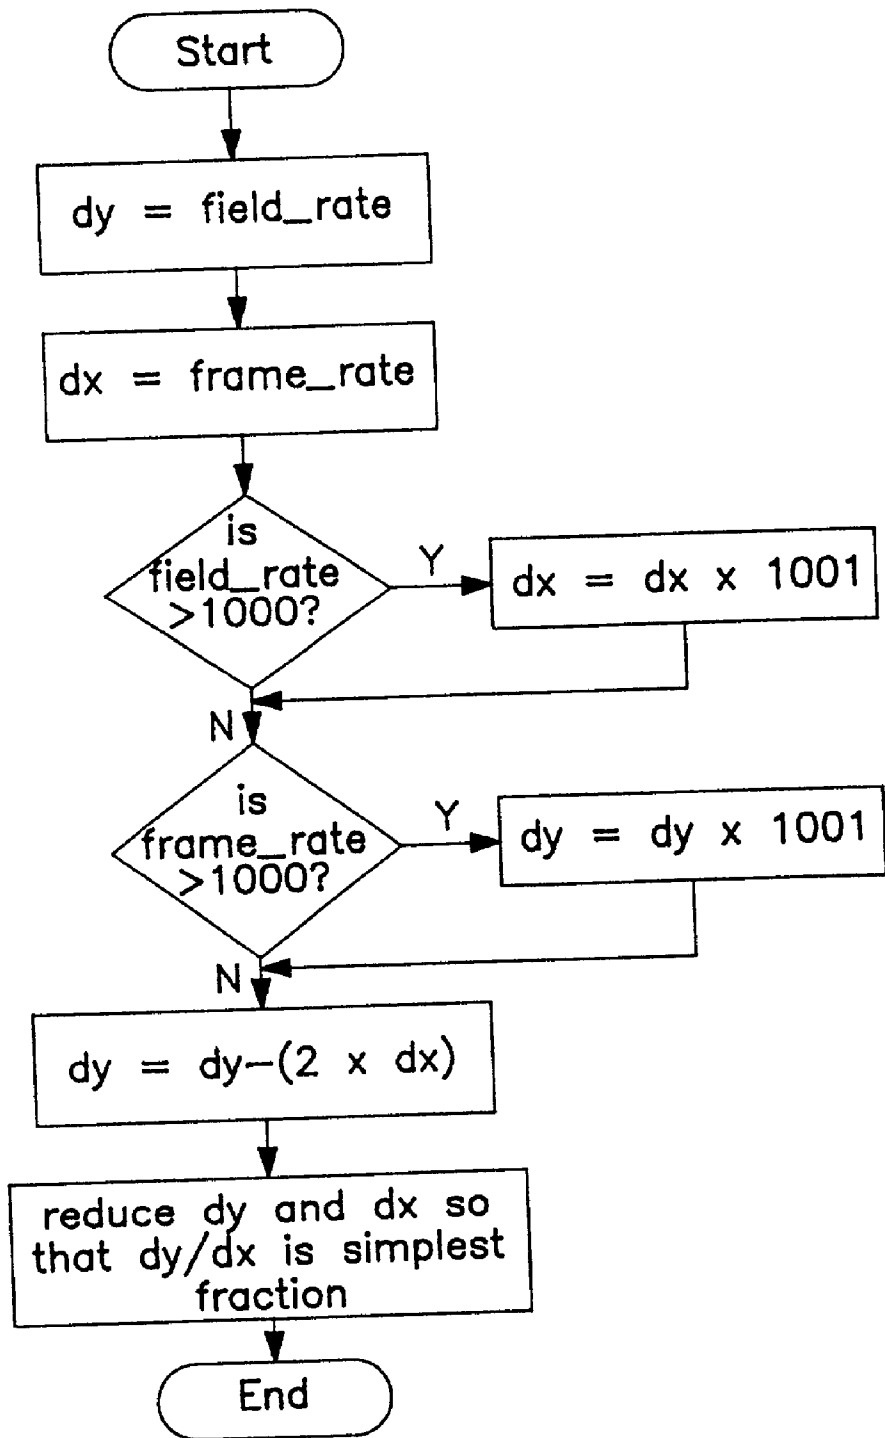 Start
dy = field_rate
dx = frame_rate
is
field_rate
>1000?
Y
dx = dx x 1001
N
is
frame_rate
>1000?
Y
dy = dy x 1001
N
dy = dy-(2 x dx)
reduce dy and dx so
that dy/dx is simplest
fraction
End